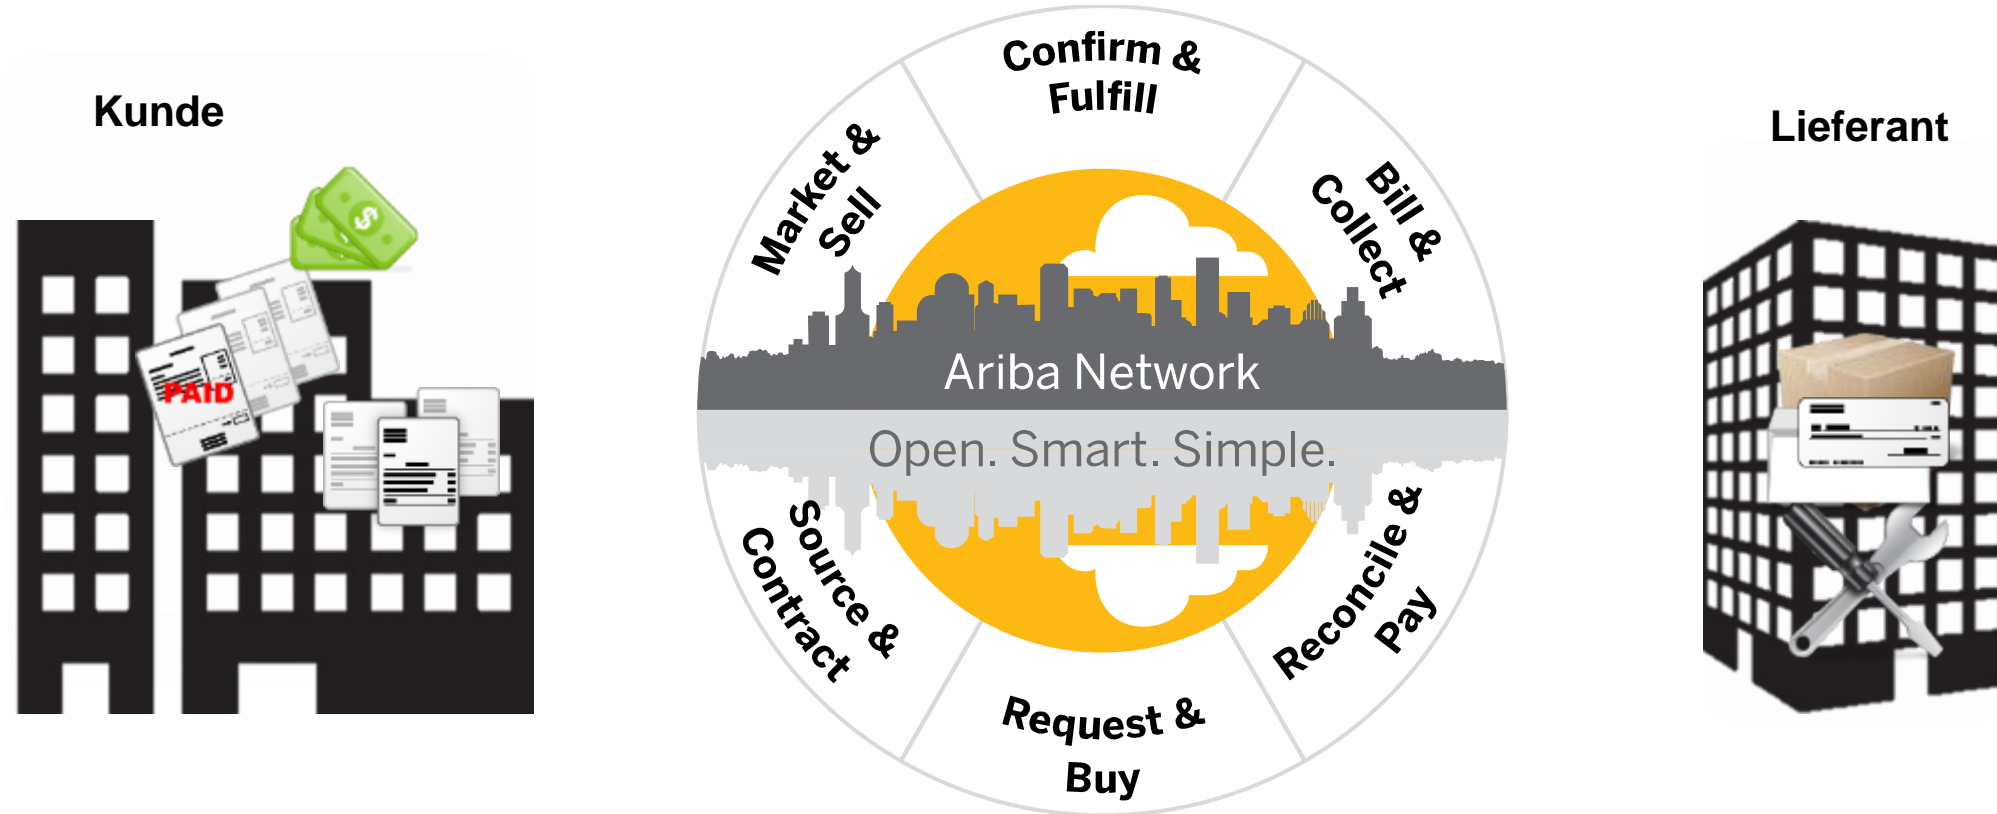 Kunde
PAID
Confirm &
Fulfill
Market &
Sell
Bill &
Collect
Ariba Network
Open. Smart. Simple.
Source &
Contract
Reconcile &
Pay
Request &
Buy
Lieferant